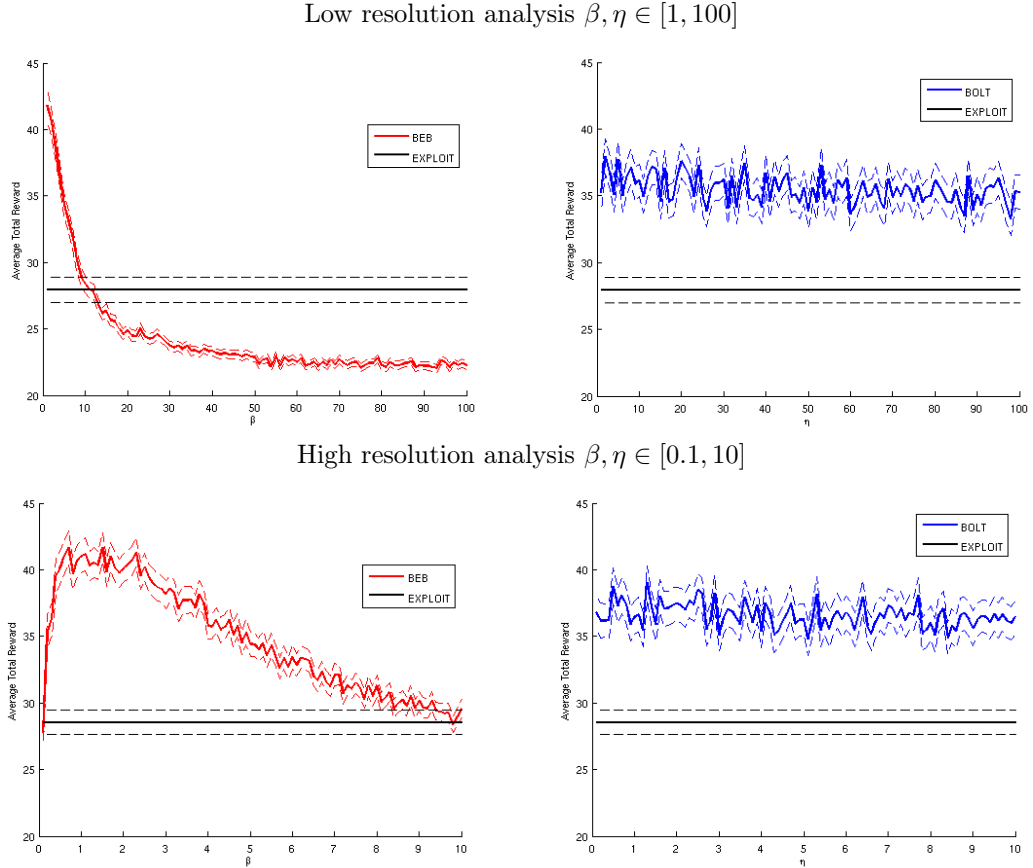 Low resolution analysis β, η ∈ [1, 100]
45
40
35
30
25
20
Average Total Reward
BEB
EXPLOIT
0 10 20 30 40 50 60 70 80 90 100
β
45
40
35
30
25
20
Average Total Reward
BOLT
EXPLOIT
0 10 20 30 40 50 60 70 80 90 100
η
High resolution analysis β, η ∈ [0.1, 10]
45
40
35
30
25
20
Average Total Reward
BEB
EXPLOIT
0 1 2 3 4 5 6 7 8 9 10
β
45
40
35
30
25
20
Average Total Reward
BOLT
EXPLOIT
0 1 2 3 4 5 6 7 8 9 10
η